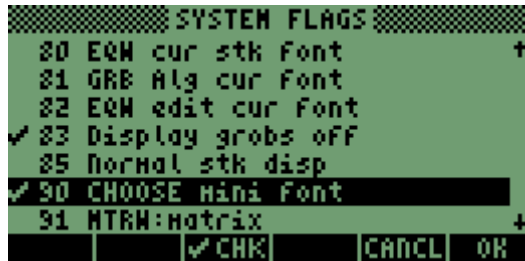 SYSTEM FLAGS
80 EQW cur stk font
81 GRB Alg cur font
82 EQW edit cur font
✓ 83 Display grobs off
85 Normal stk disp
✓ 90 CHOOSE mini font
91 MTRW:matrix
✓ CHK CANCL OK